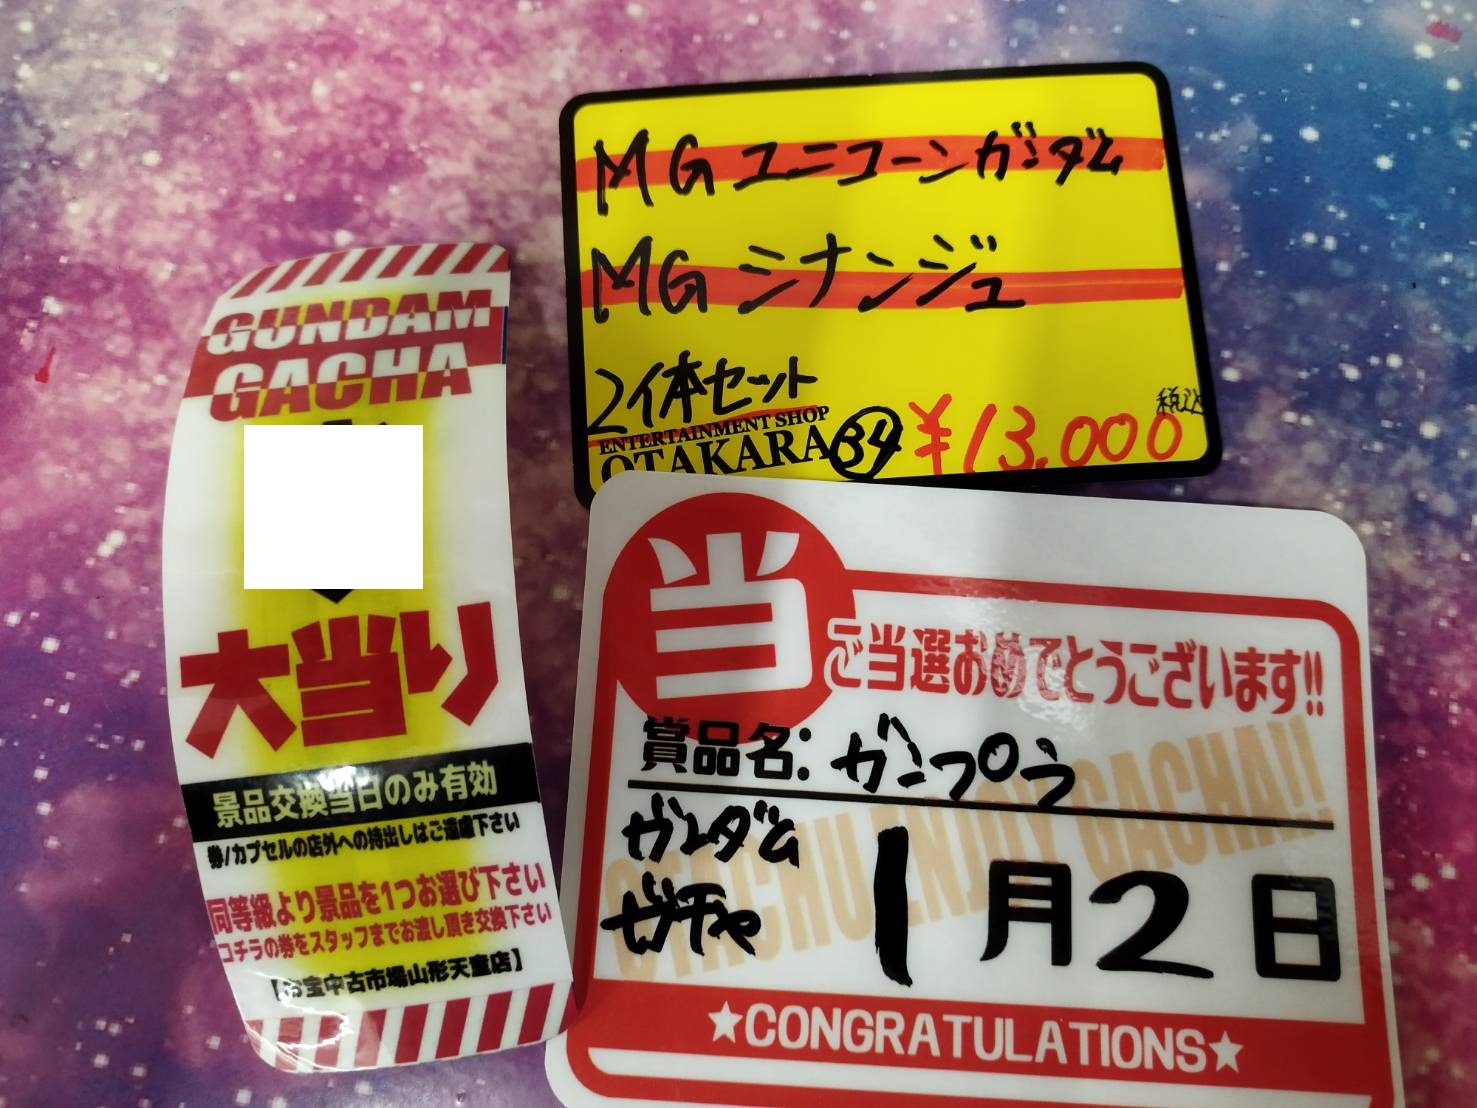 GUNDAM
GACHA
大当り
景品交換当日のみ有効
券/カプセルの店外への持出しはご遠慮下さい
同等級より景品を1つお選び下さい
コチラの券をスタッフまでお渡し頂き交換下さい
【お宝中古市場山形天童店】
MGユニコーンガンダム
MGシナンジュ
2体セット
ENTERTAINMENT SHOP
OTAKARA
34
税込
¥13,000
当
ご当選おめでとうございます!!
賞品名:ガンプラ
ガンダム
ガチャ
1月2日
ENJOY GACHA!!
★CONGRATULATIONS★